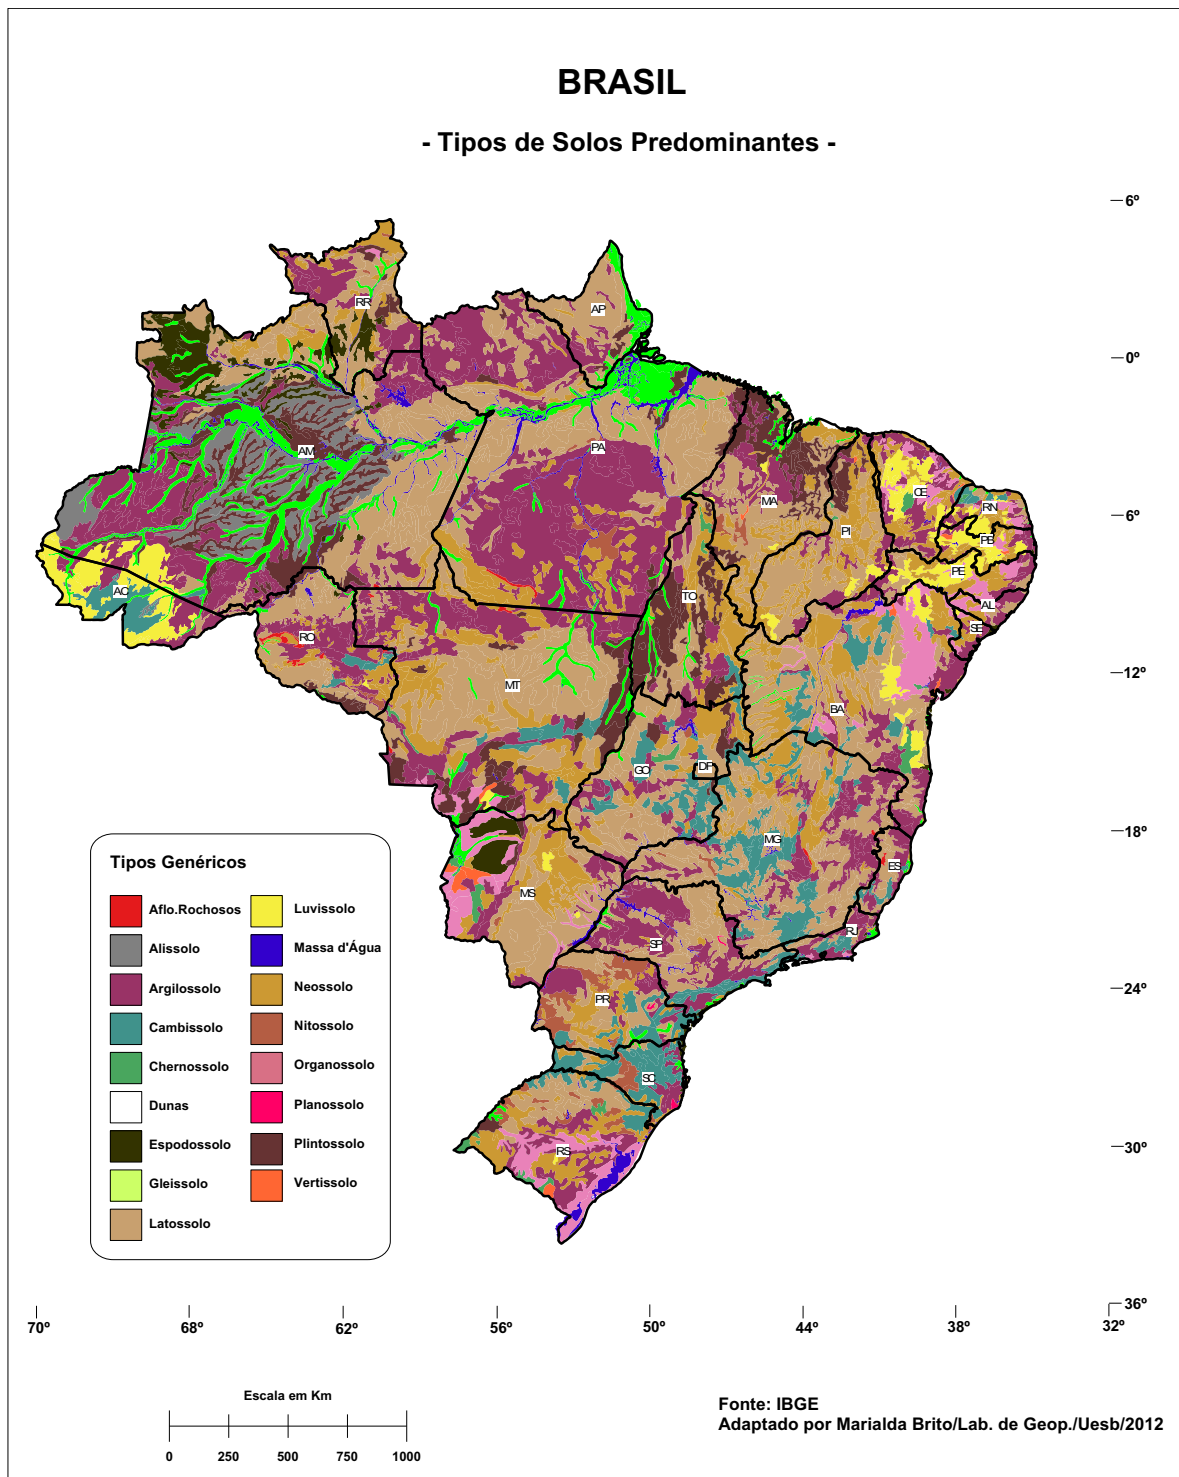 BRASIL
- Tipos de Solos Predominantes -
6º
0º
6º
12º
18º
24º
30º
36º
RR
AP
AM
PA
MA
CE
RN
PB
PI
PE
AL
SE
TO
AC
RO
MT
BA
GO
DF
MG
ES
MS
SP
RJ
PR
SC
RS
Tipos Genéricos
Aflo.Rochosos
Alissolo
Argilossolo
Cambissolo
Chernossolo
Dunas
Espodossolo
Gleissolo
Latossolo
Luvissolo
Massa d'Água
Neossolo
Nitossolo
Organossolo
Planossolo
Plintossolo
Vertissolo
70º 68º 62º 56º 50º 44º 38º 32º
Escala em Km
0 250 500 750 1000
Fonte: IBGE
Adaptado por Marialda Brito/Lab. de Geop./Uesb/2012